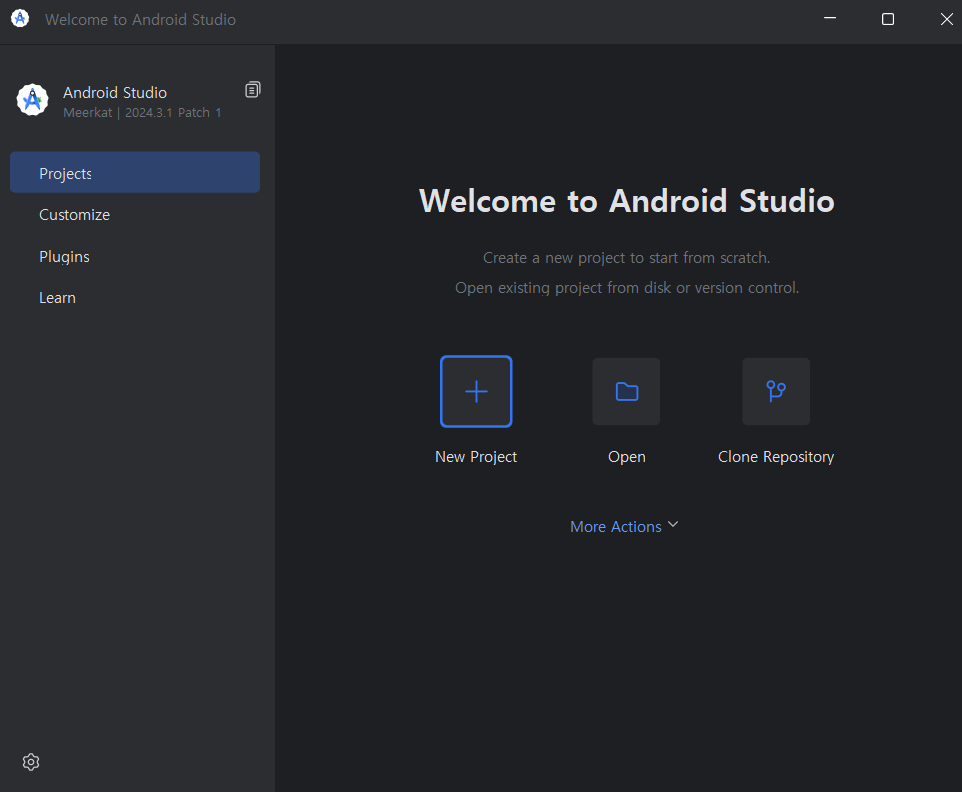 Welcome to Android Studio
Android Studio
Meerkat | 2024.3.1 Patch 1
Projects
Customize
Plugins
Learn
Welcome to Android Studio
Create a new project to start from scratch.
Open existing project from disk or version control.
New Project
Open
Clone Repository
More Actions